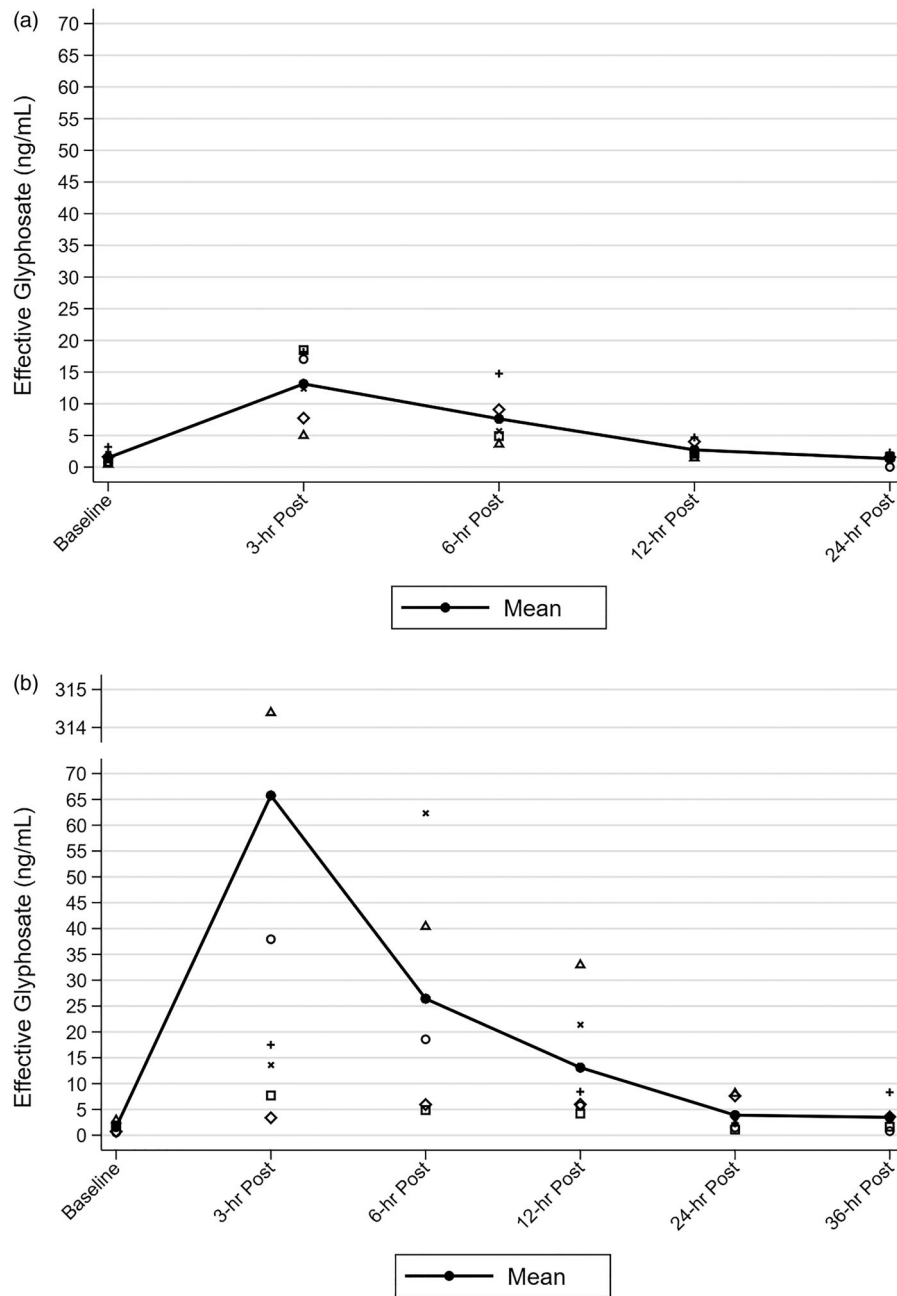 (a)
70
65
60
55
50
45
40
35
30
25
20
15
10
5
0
Effective Glyphosate (ng/mL)
Baseline
3-hr Post
6-hr Post
12-hr Post
24-hr Post
Mean
(b)
315
314
70
65
60
55
50
45
40
35
30
25
20
15
10
5
0
Effective Glyphosate (ng/mL)
Baseline
3-hr Post
6-hr Post
12-hr Post
24-hr Post
36-hr Post
Mean